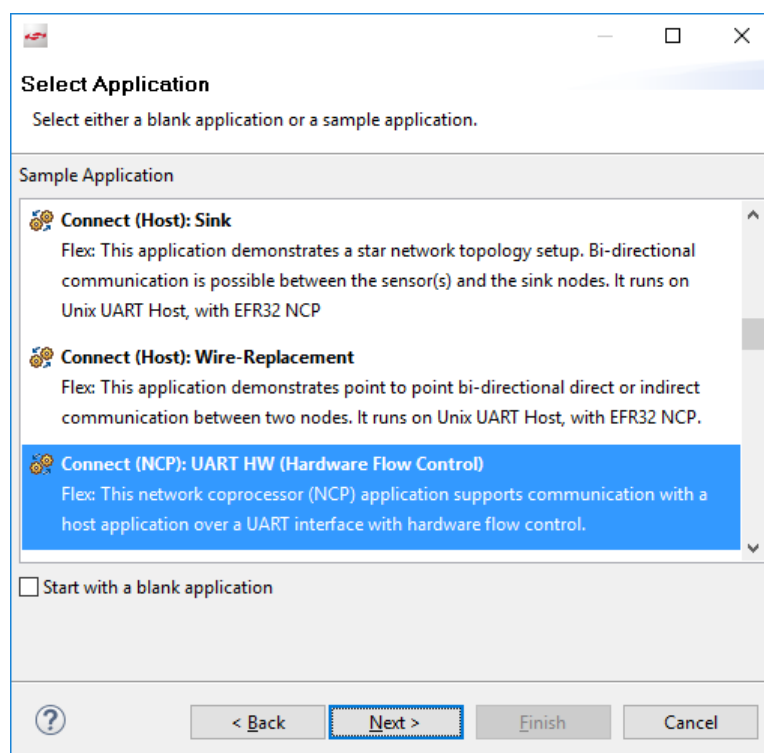 Select Application
Select either a blank application or a sample application.
Sample Application
Connect (Host): Sink
Flex: This application demonstrates a star network topology setup. Bi-directional
communication is possible between the sensor(s) and the sink nodes. It runs on
Unix UART Host, with EFR32 NCP
Connect (Host): Wire-Replacement
Flex: This application demonstrates point to point bi-directional direct or indirect
communication between two nodes. It runs on Unix UART Host, with EFR32 NCP.
Connect (NCP): UART HW (Hardware Flow Control)
Flex: This network coprocessor (NCP) application supports communication with a
host application over a UART interface with hardware flow control.
Start with a blank application
? < Back Next > Finish Cancel